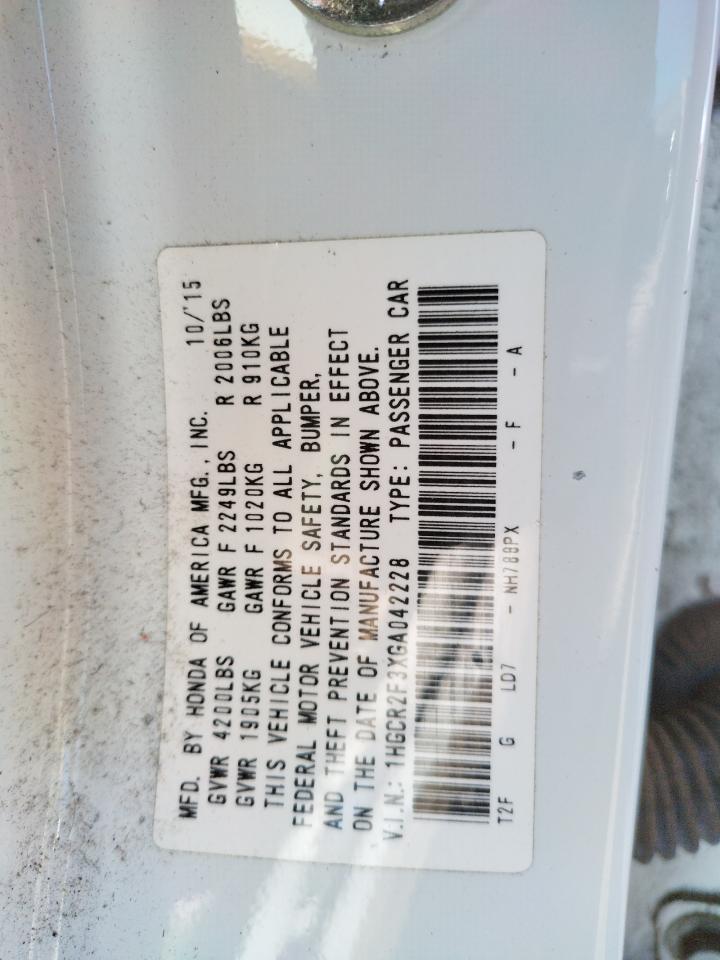 MFD. BY HONDA OF AMERICA MFG., INC. 10/'15
GVWR 4200LBS GAWR F 2249LBS R 2006LBS
GVWR 1905KG GAWR F 1020KG R 910KG
THIS VEHICLE CONFORMS TO ALL APPLICABLE
FEDERAL MOTOR VEHICLE SAFETY, BUMPER,
AND THEFT PREVENTION STANDARDS IN EFFECT
ON THE DATE OF MANUFACTURE SHOWN ABOVE.
V.I.N.: 1HGCR2F3XGA042228 TYPE: PASSENGER CAR
T2F G LD7 - NH788PX - F - A